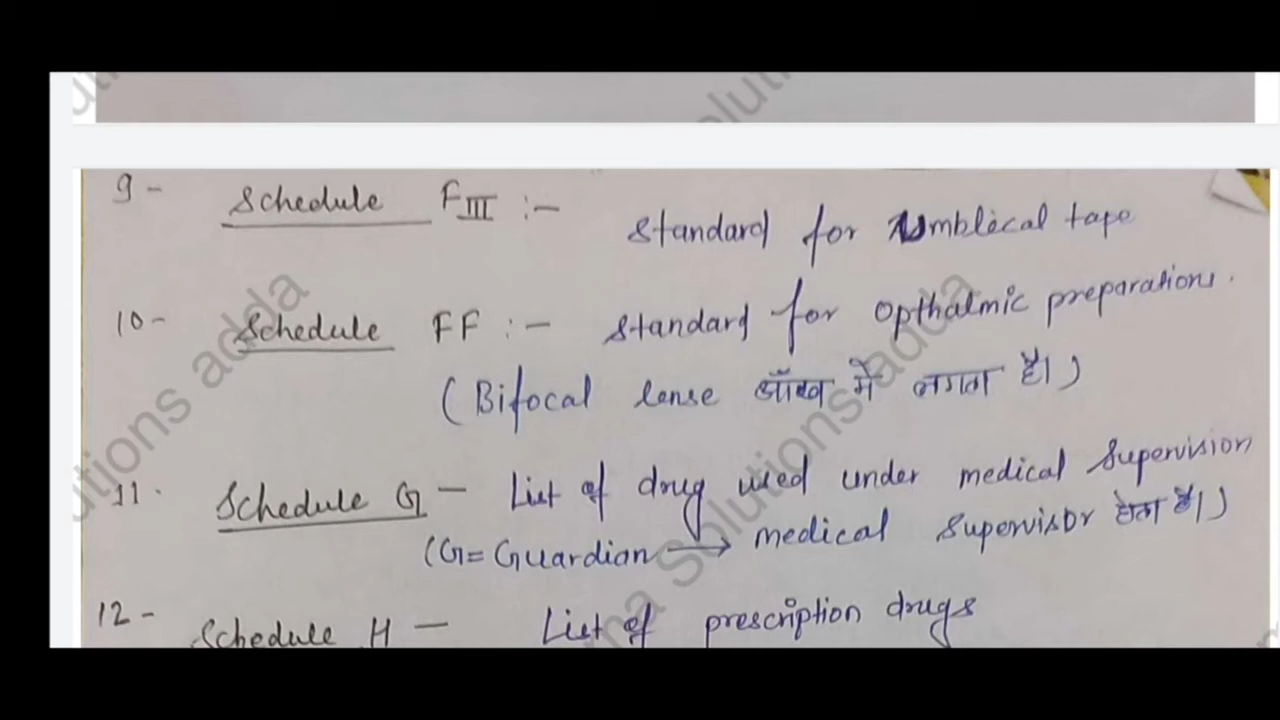 9- Schedule FIII :- Standard for Umblical tape
10- Schedule FF :- Standard for Opthalmic preparations.
(Bifocal lense आँख में लगता है।)
11. Schedule G - List of drug used under medical Supervision
(G= Guardian → medical Supervisor होता है।)
12- Schedule H - List of prescription drugs